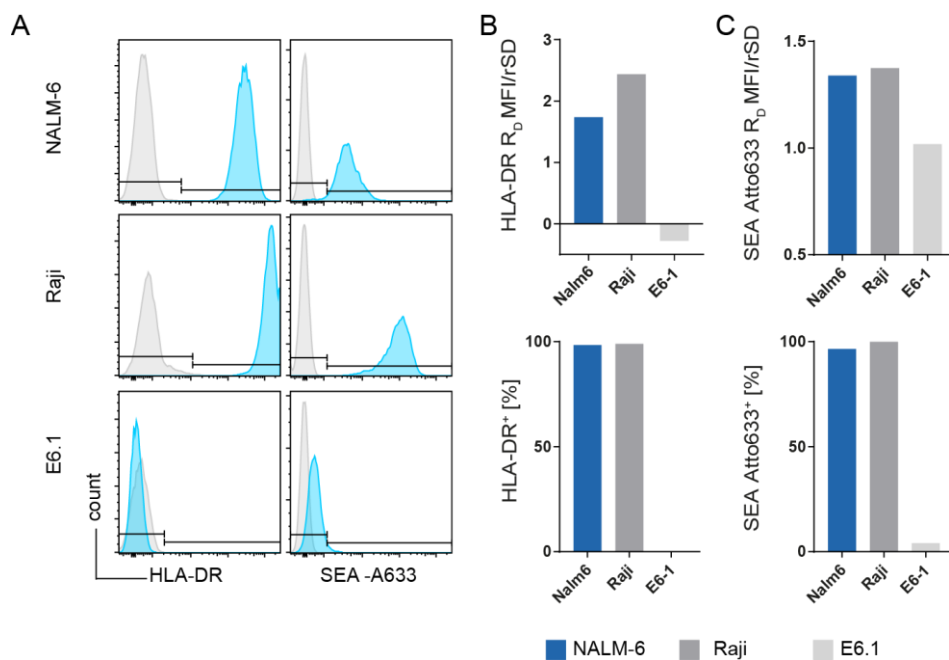 A
NALM-6
Raji
E6.1
count
HLA-DR
SEA -A633
B
HLA-DR R_D MFI/rSD
3
2
1
0
Nalm6
Raji
E6-1
HLA-DR⁺ [%]
100
50
0
Nalm6
Raji
E6-1
C
SEA Atto633 R_D MFI/rSD
1.5
1.0
0.5
Nalm6
Raji
E6-1
SEA Atto633⁺ [%]
100
50
0
Nalm6
Raji
E6-1
NALM-6
Raji
E6.1